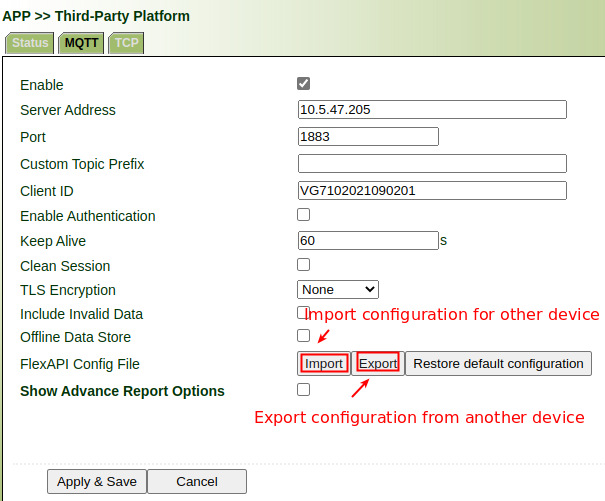 APP >> Third-Party Platform
Status MQTT TCP
Enable
Server Address 10.5.47.205
Port 1883
Custom Topic Prefix
Client ID VG7102021090201
Enable Authentication
Keep Alive 60 s
Clean Session
TLS Encryption None
Include Invalid Data Import configuration for other device
Offline Data Store
FlexAPI Config File Import Export Restore default configuration
Show Advance Report Options
Export configuration from another device
Apply & Save Cancel